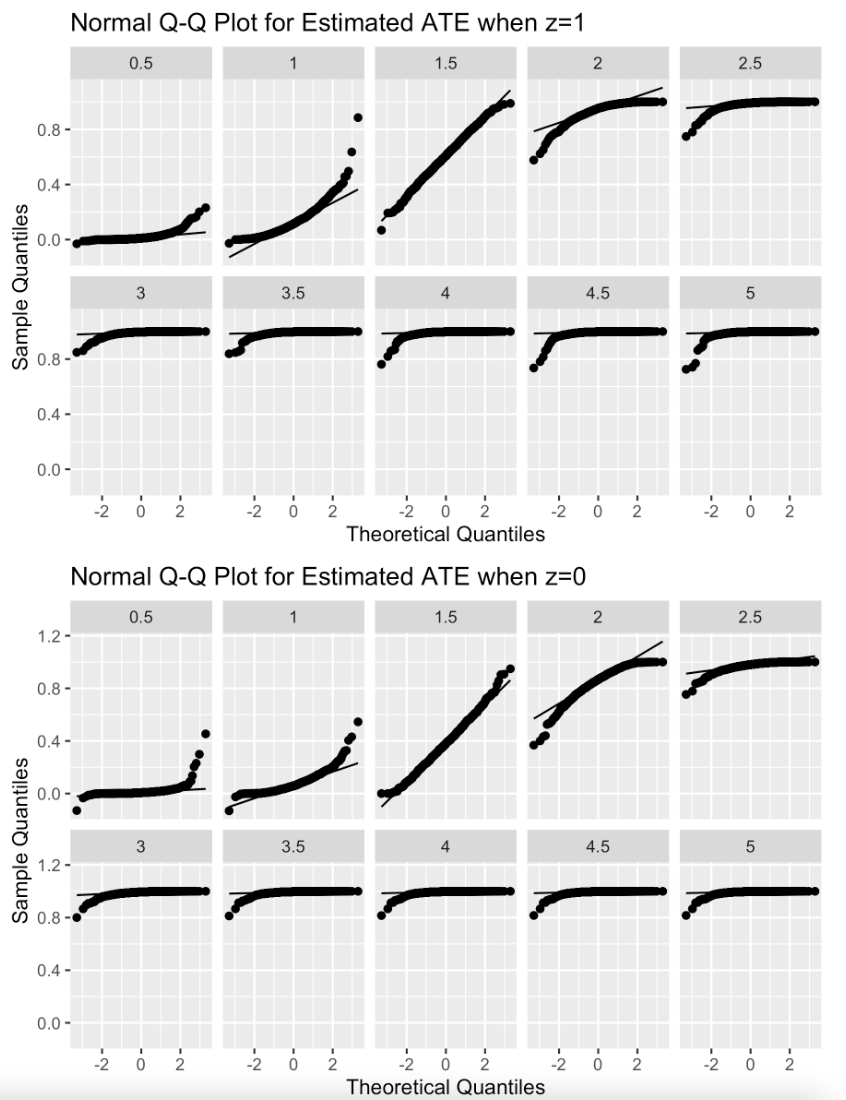 Normal Q-Q Plot for Estimated ATE when z=1
0.5 1 1.5 2 2.5
0.8
0.4
0.0
3 3.5 4 4.5 5
0.8
0.4
0.0
Sample Quantiles
-2 0 2 -2 0 2 -2 0 2 -2 0 2 -2 0 2
Theoretical Quantiles
Normal Q-Q Plot for Estimated ATE when z=0
0.5 1 1.5 2 2.5
1.2
0.8
0.4
0.0
3 3.5 4 4.5 5
1.2
0.8
0.4
0.0
Sample Quantiles
-2 0 2 -2 0 2 -2 0 2 -2 0 2 -2 0 2
Theoretical Quantiles